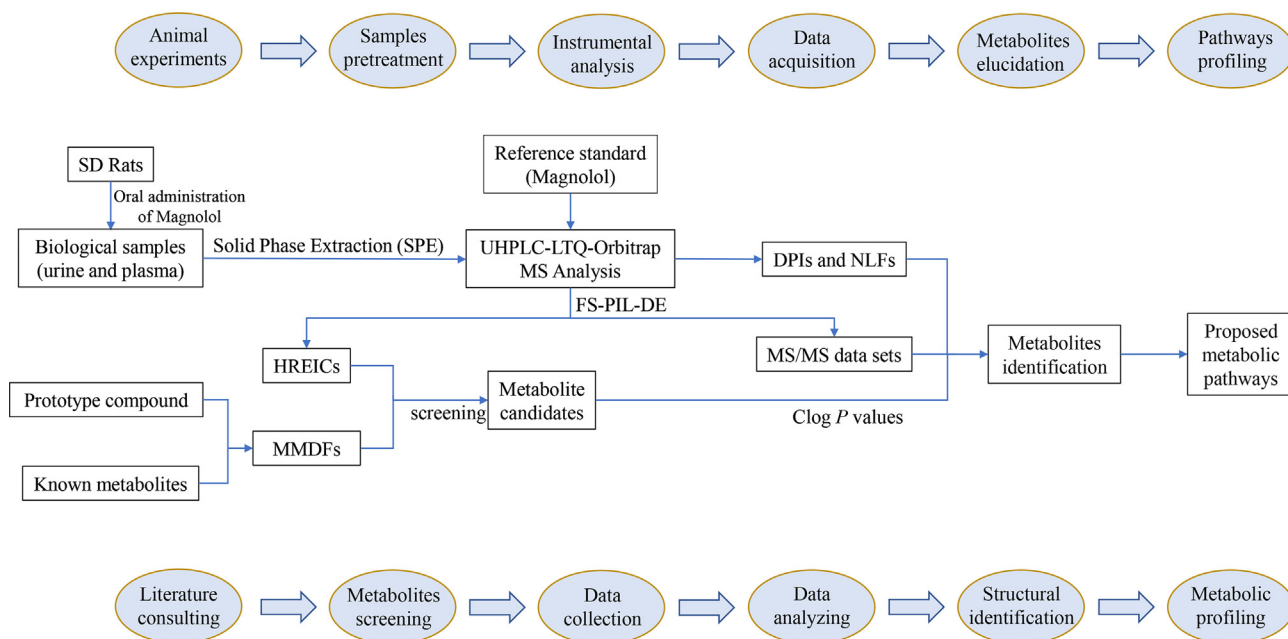 Animal
experiments
Samples
pretreatment
Instrumental
analysis
Data
acquisition
Metabolites
elucidation
Pathways
profiling
SD Rats
Oral administration
of Magnolol
Biological samples
(urine and plasma)
Solid Phase Extraction (SPE)
Reference standard
(Magnolol)
UHPLC-LTQ-Orbitrap
MS Analysis
DPIs and NLFs
FS-PIL-DE
HREICs
MS/MS data sets
Metabolites
identification
Proposed
metabolic
pathways
Prototype compound
MMDFs
Known metabolites
screening
Metabolite
candidates
Clog P values
Literature
consulting
Metabolites
screening
Data
collection
Data
analyzing
Structural
identification
Metabolic
profiling